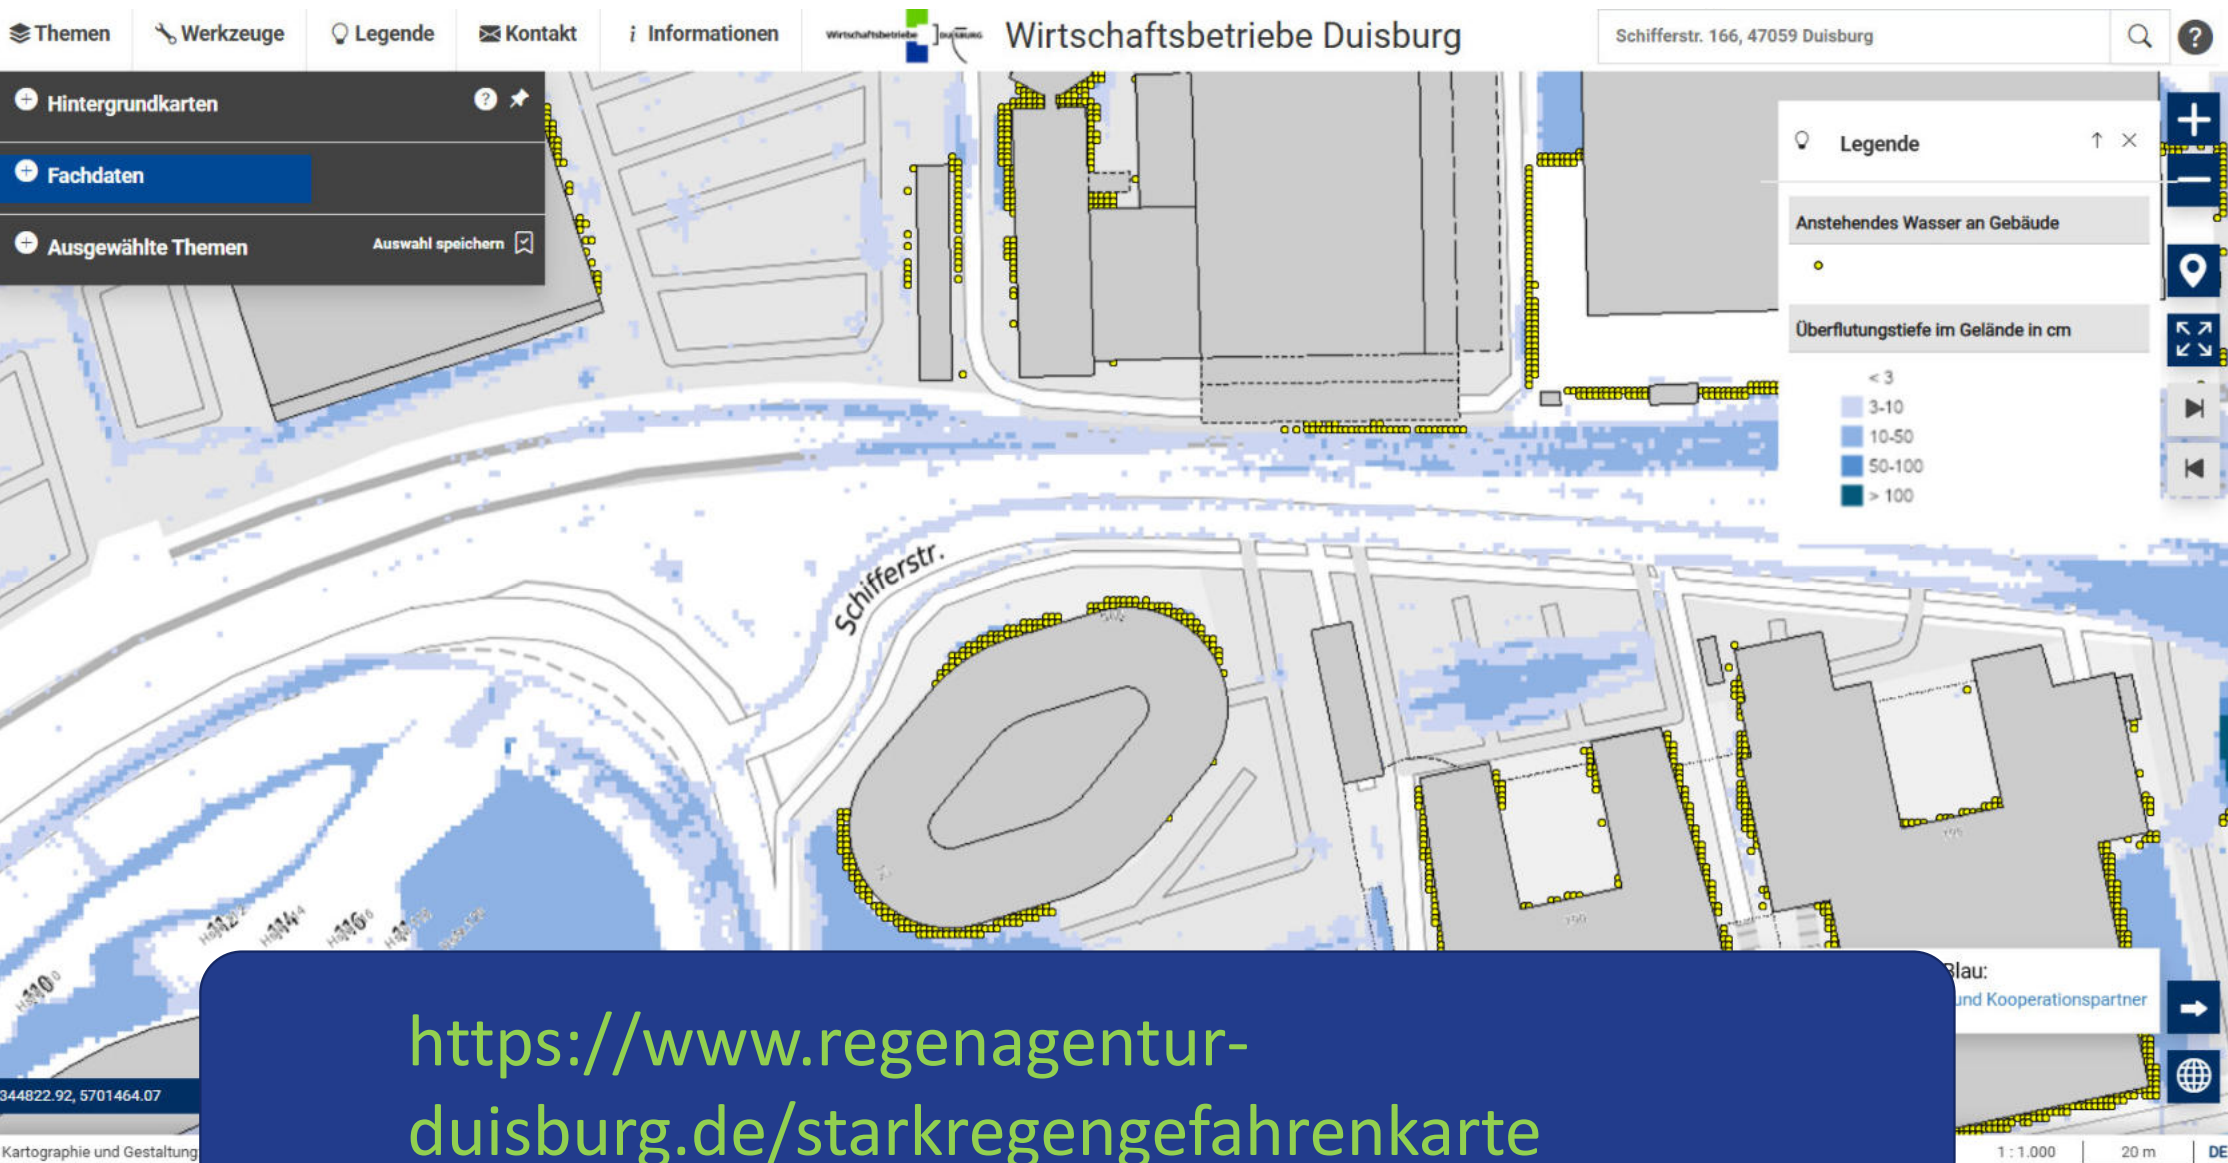 Themen
Werkzeuge
Legende
Kontakt
Informationen
Wirtschaftsbetriebe
DUISBURG
Wirtschaftsbetriebe Duisburg
Schifferstr. 166, 47059 Duisburg
?
Hintergrundkarten
?
Fachdaten
Ausgewählte Themen
Auswahl speichern
Legende
Anstehendes Wasser an Gebäude
Überflutungstiefe im Gelände in cm
< 3
3-10
10-50
50-100
> 100
Schifferstr.
190
Blau:
und Kooperationspartner
344822.92, 5701464.07
https://www.regenagentur-
duisburg.de/starkregengefahrenkarte
Kartographie und Gestaltung
1 : 1.000
20 m
DE